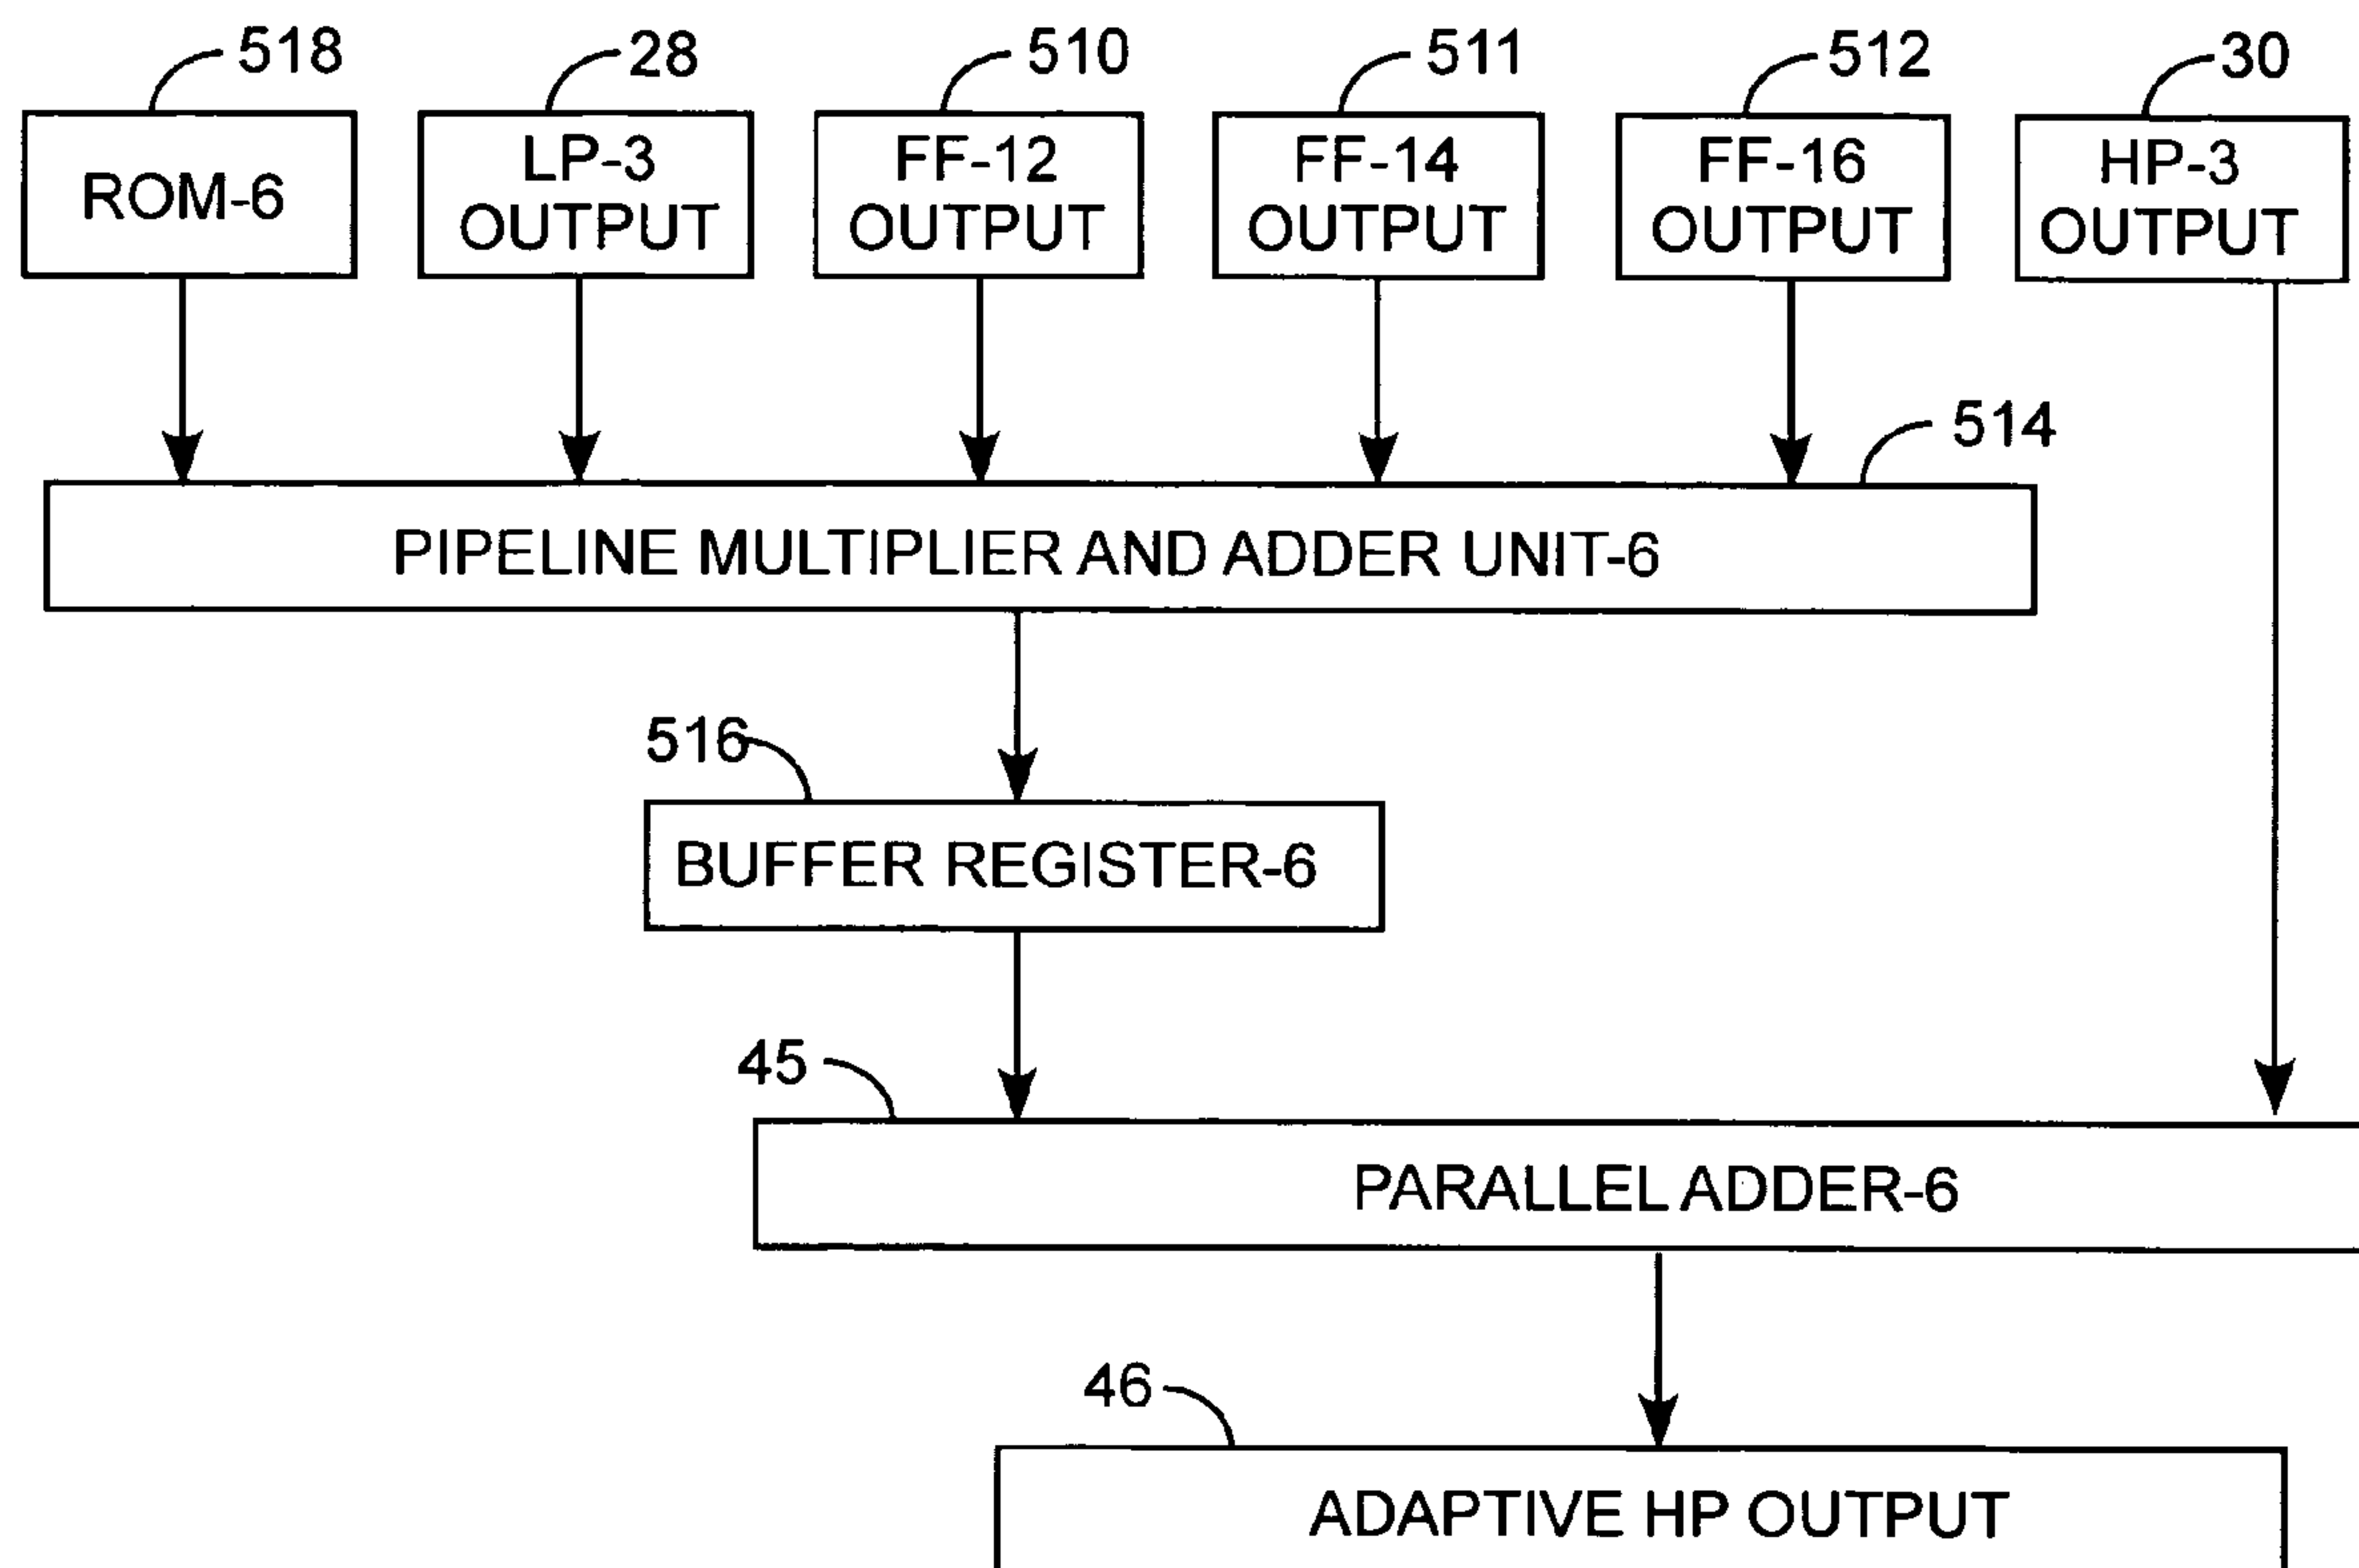 518
28
510
511
512
30
ROM-6
LP-3
OUTPUT
FF-12
OUTPUT
FF-14
OUTPUT
FF-16
OUTPUT
HP-3
OUTPUT
514
PIPELINE MULTIPLIER AND ADDER UNIT-6
516
BUFFER REGISTER-6
45
PARALLEL ADDER-6
46
ADAPTIVE HP OUTPUT